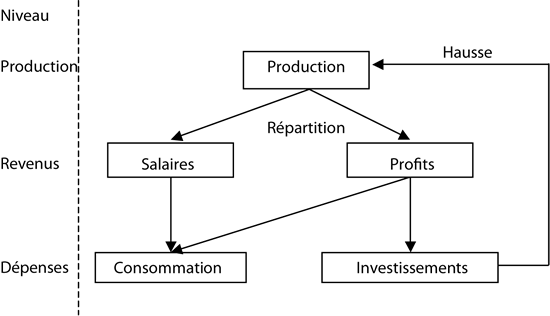 Niveau
Hausse
Production
Production
Répartition
Revenus
Salaires
Profits
Dépenses
Consommation
Investissements